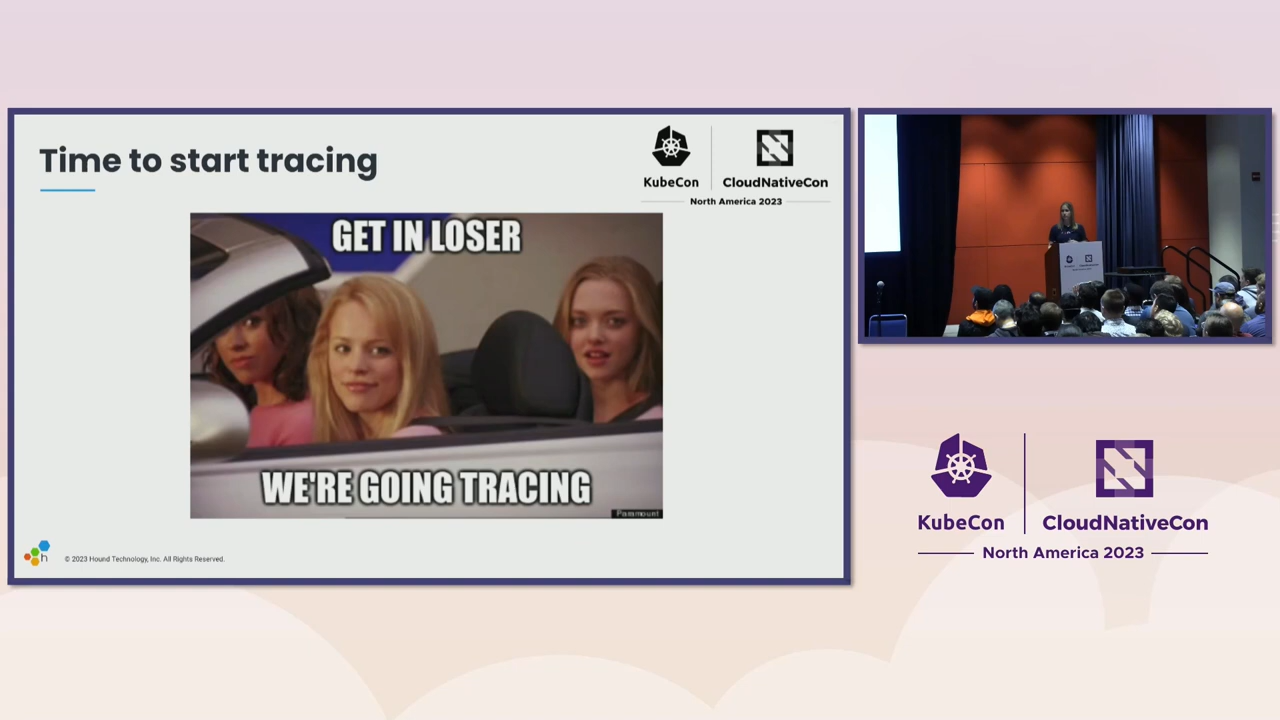 Time to start tracing
KubeCon
CloudNativeCon
North America 2023
GET IN LOSER
WE'RE GOING TRACING
Paramount
h
© 2023 Hound Technology, Inc. All Rights Reserved.
KubeCon
CloudNativeCon
North America 2023